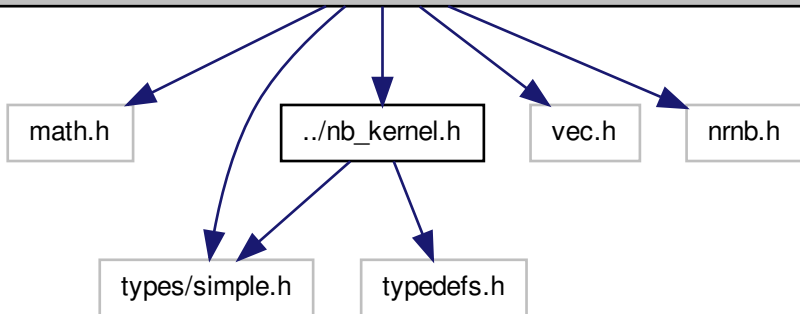 math.h
../nb_kernel.h
vec.h
nrnb.h
types/simple.h
typedefs.h